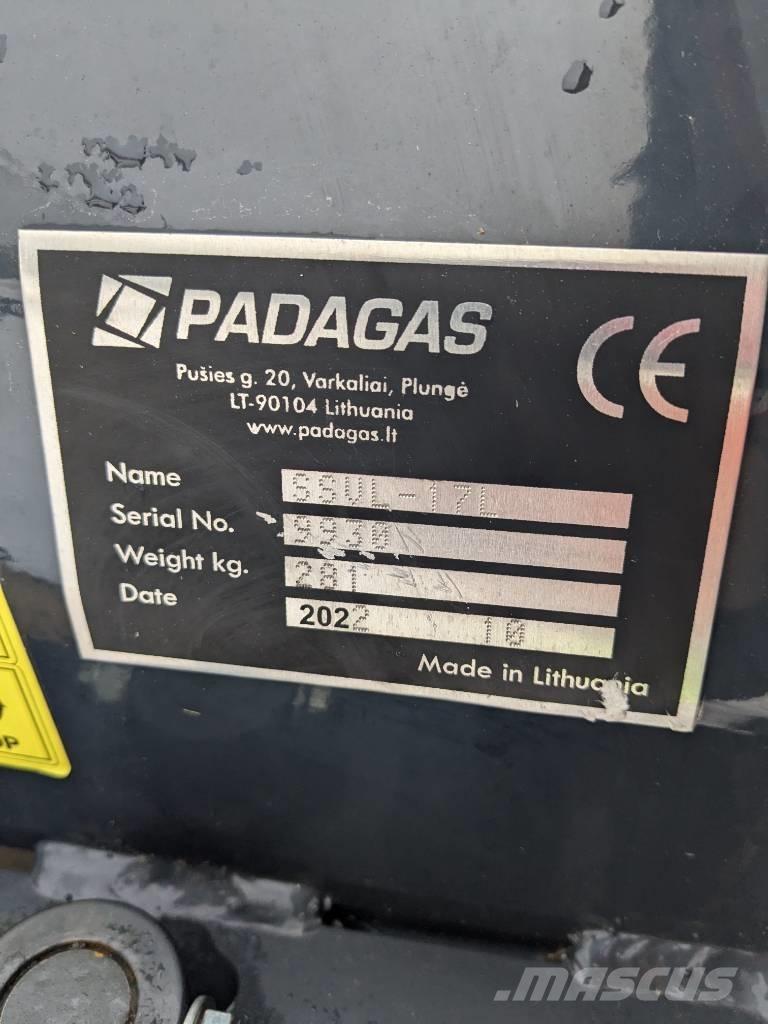 PADAGAS
CE
Pušies g. 20, Varkaliai, Plungė
LT-90104 Lithuania
www.padagas.lt
Name SSVL-17L
Serial No. 9930
Weight kg. 281
Date 2022 10
Made in Lithuania
MASCUS